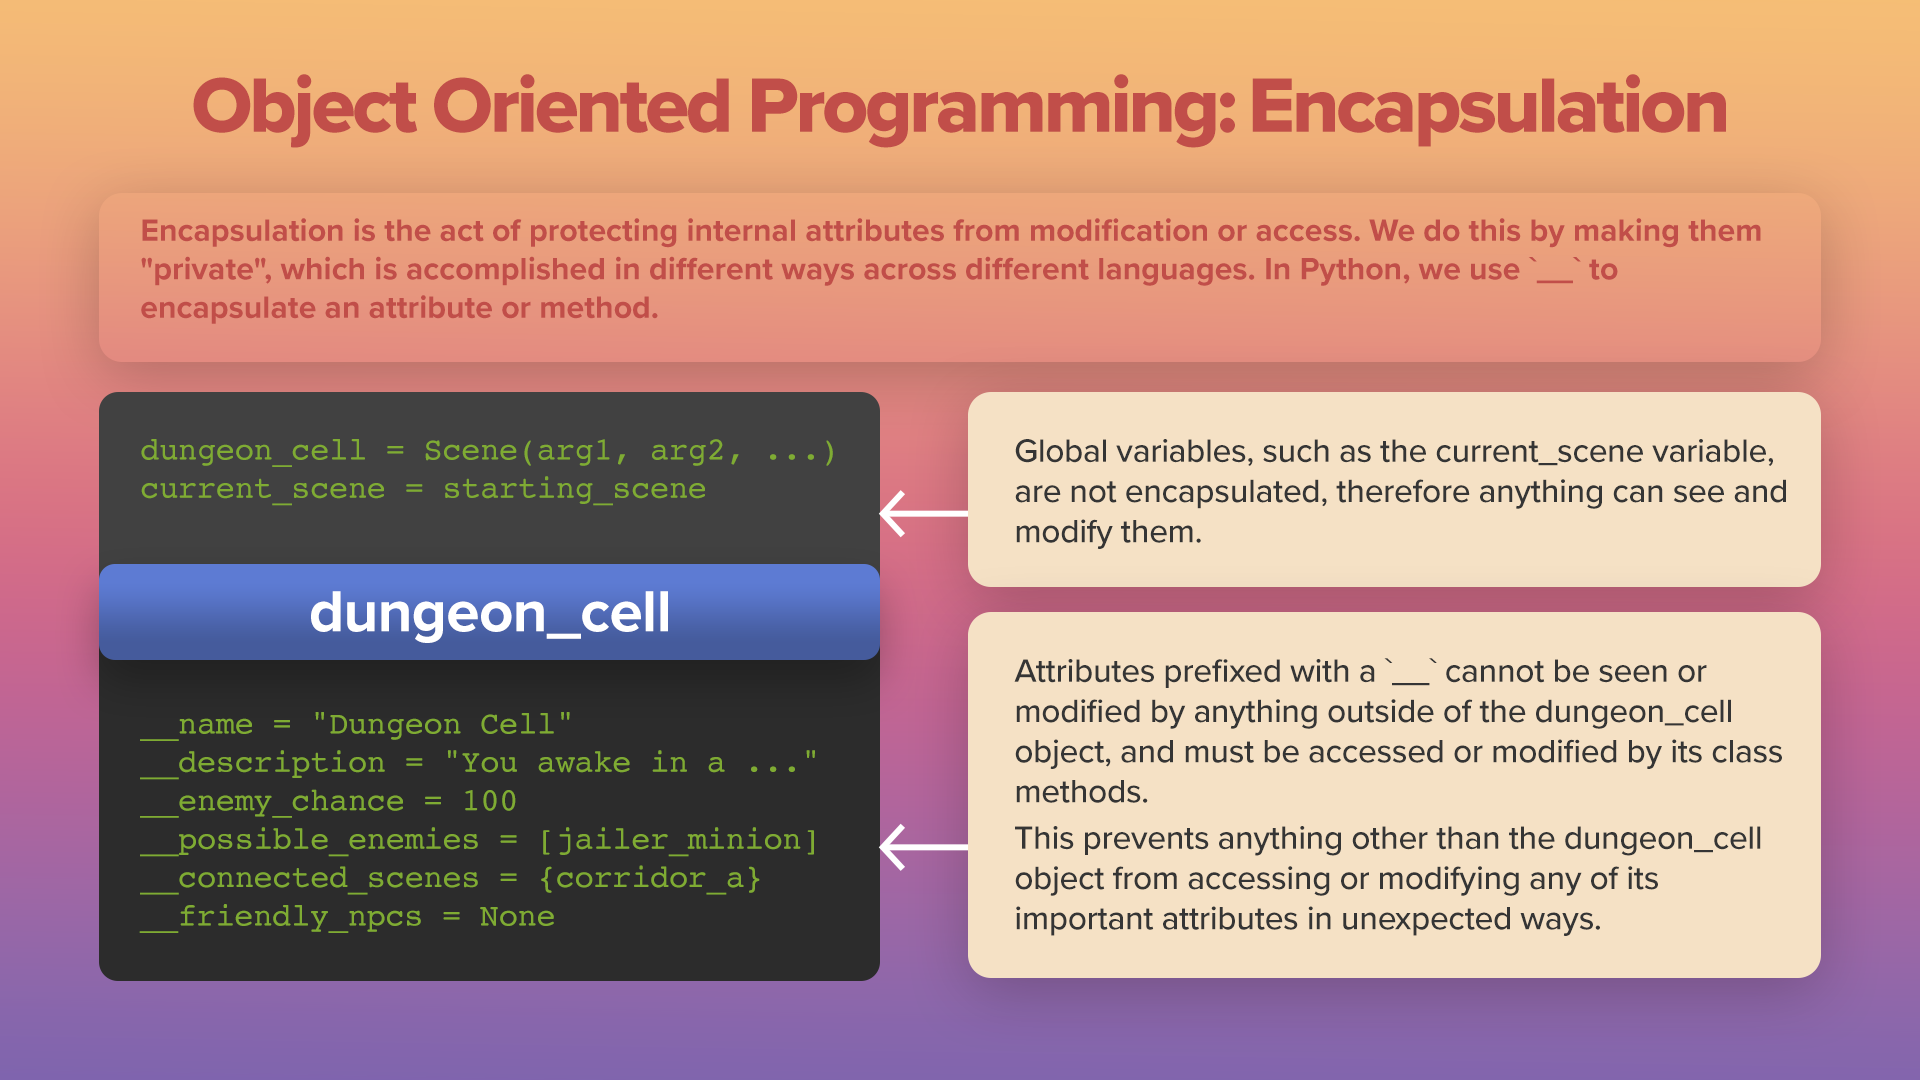 Object Oriented Programming: Encapsulation
Encapsulation is the act of protecting internal attributes from modification or access. We do this by making them
"private", which is accomplished in different ways across different languages. In Python, we use `__` to
encapsulate an attribute or method.
dungeon_cell = Scene(arg1, arg2, ...)
current_scene = starting_scene
Global variables, such as the current_scene variable,
are not encapsulated, therefore anything can see and
modify them.
dungeon_cell
__name = "Dungeon Cell"
__description = "You awake in a ..."
__enemy_chance = 100
__possible_enemies = [jailer_minion]
__connected_scenes = {corridor_a}
__friendly_npcs = None
Attributes prefixed with a `__` cannot be seen or
modified by anything outside of the dungeon_cell
object, and must be accessed or modified by its class
methods.
This prevents anything other than the dungeon_cell
object from accessing or modifying any of its
important attributes in unexpected ways.